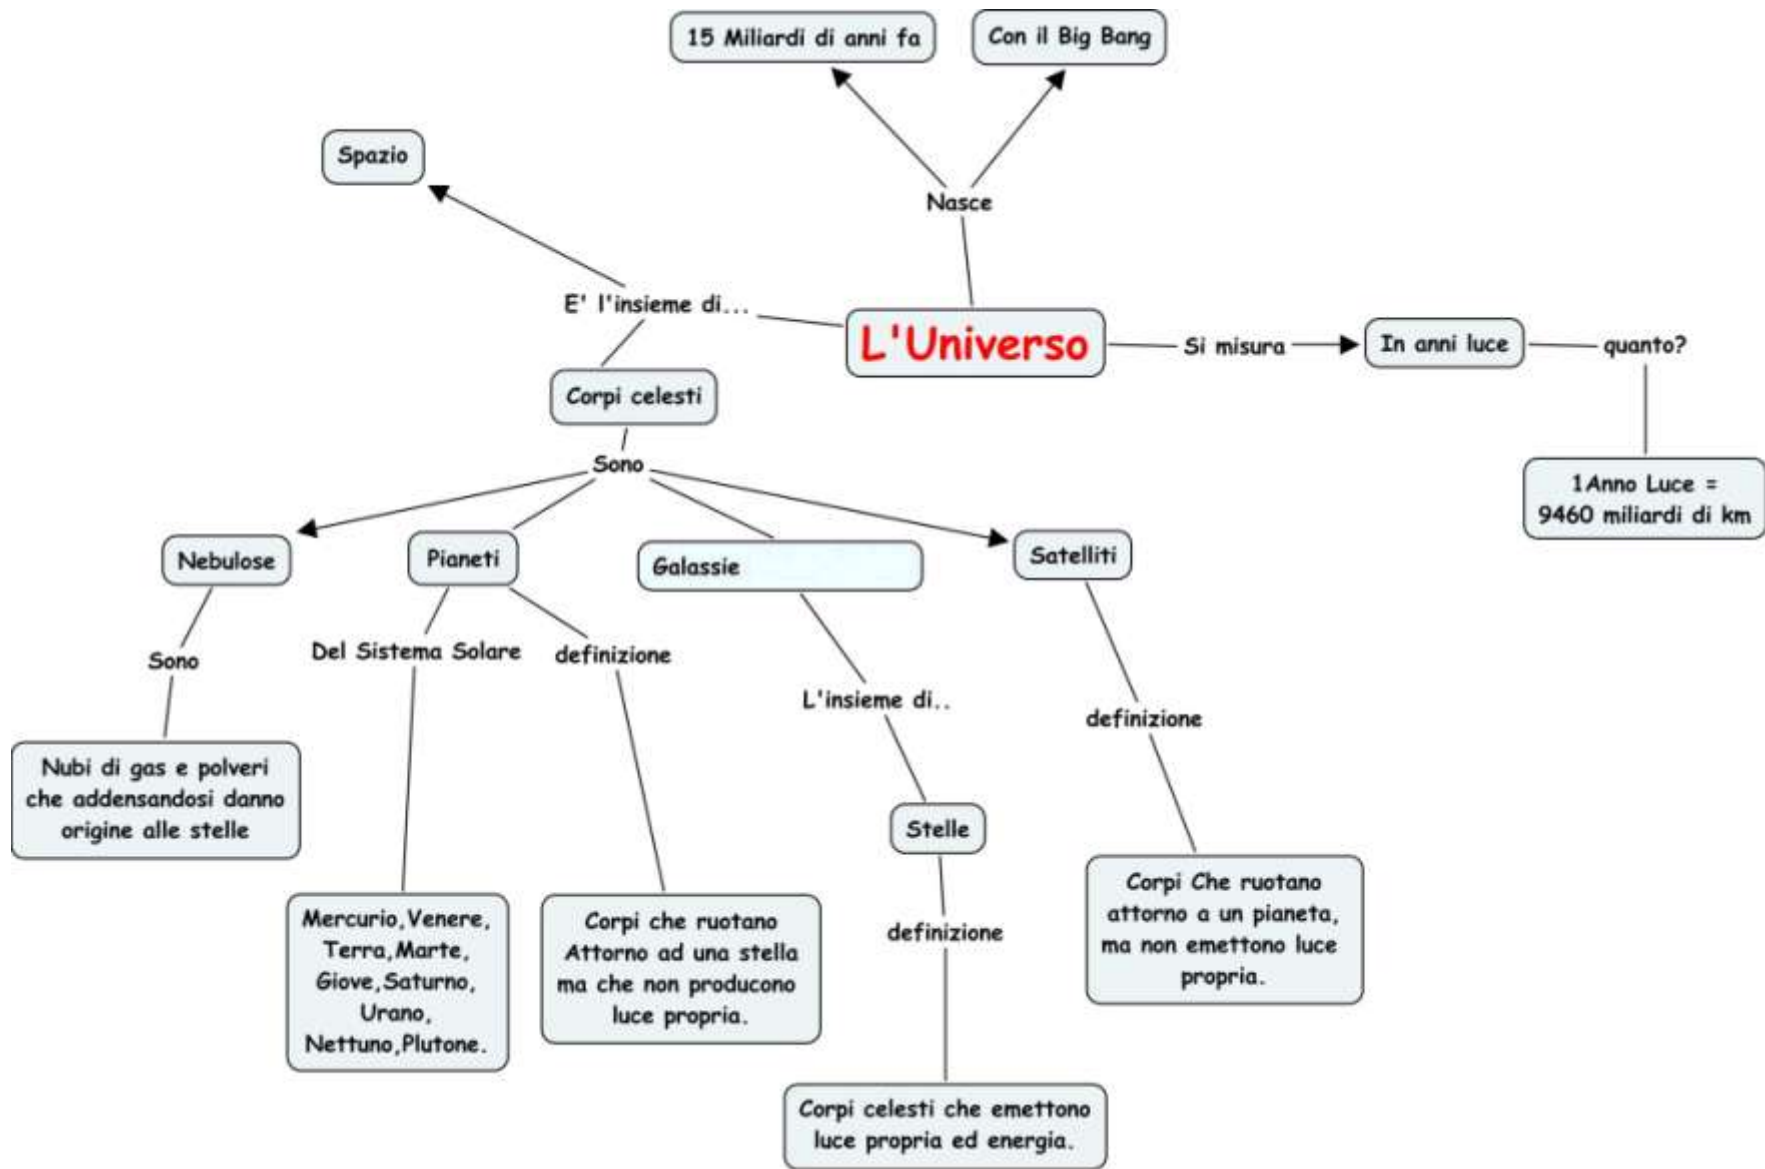 15 Miliardi di anni fa
Con il Big Bang
Spazio
Nasce
E' l'insieme di...
L'Universo
Si misura
In anni luce
quanto?
Corpi celesti
Sono
1Anno Luce =
9460 miliardi di km
Nebulose
Pianeti
Galassie
Satelliti
Sono
Del Sistema Solare
definizione
L'insieme di..
definizione
Nubi di gas e polveri
che addensandosi danno
origine alle stelle
Stelle
Mercurio,Venere,
Terra,Marte,
Giove,Saturno,
Urano,
Nettuno,Plutone.
Corpi che ruotano
Attorno ad una stella
ma che non producono
luce propria.
definizione
Corpi Che ruotano
attorno a un pianeta,
ma non emettono luce
propria.
Corpi celesti che emettono
luce propria ed energia.